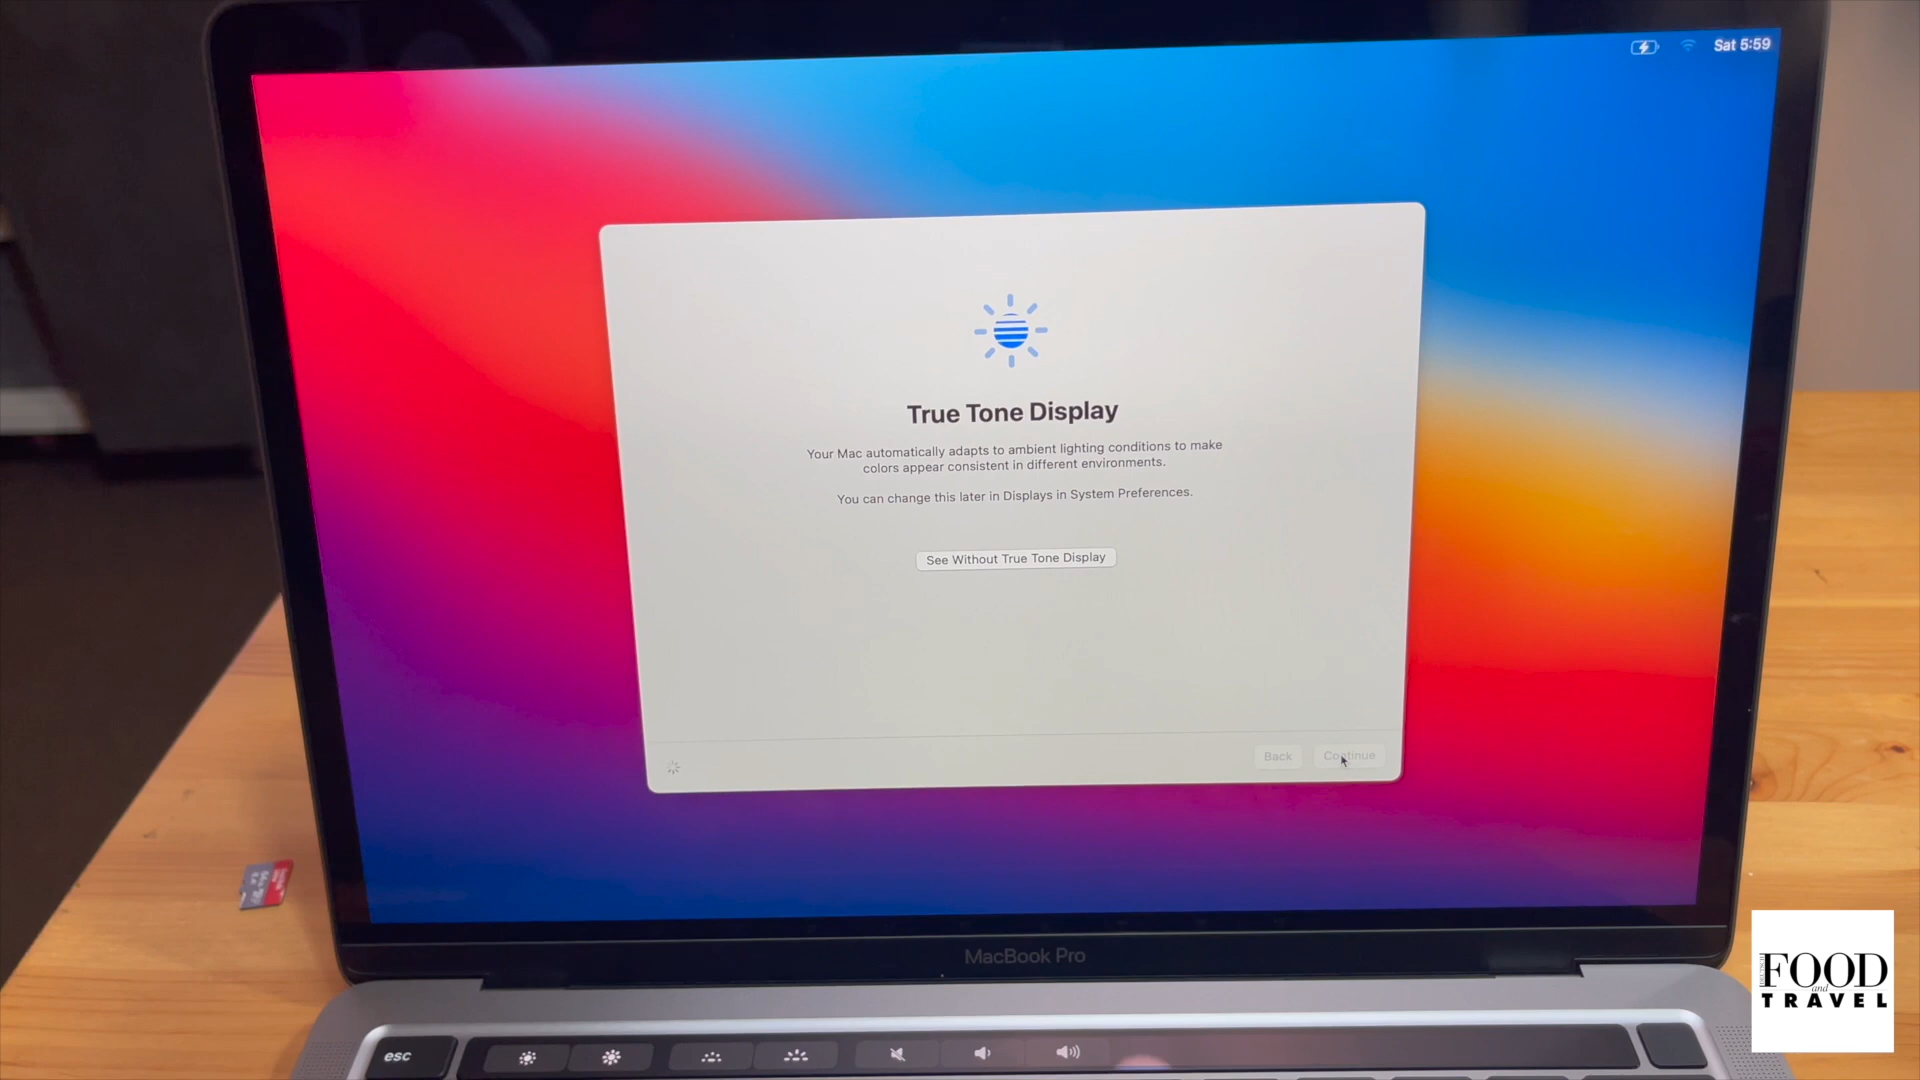 Sat 5:59
True Tone Display
Your Mac automatically adapts to ambient lighting conditions to make
colors appear consistent in different environments.
You can change this later in Displays in System Preferences.
See Without True Tone Display
Back
Continue
MacBook Pro
esc
FOOD
and
TRAVEL